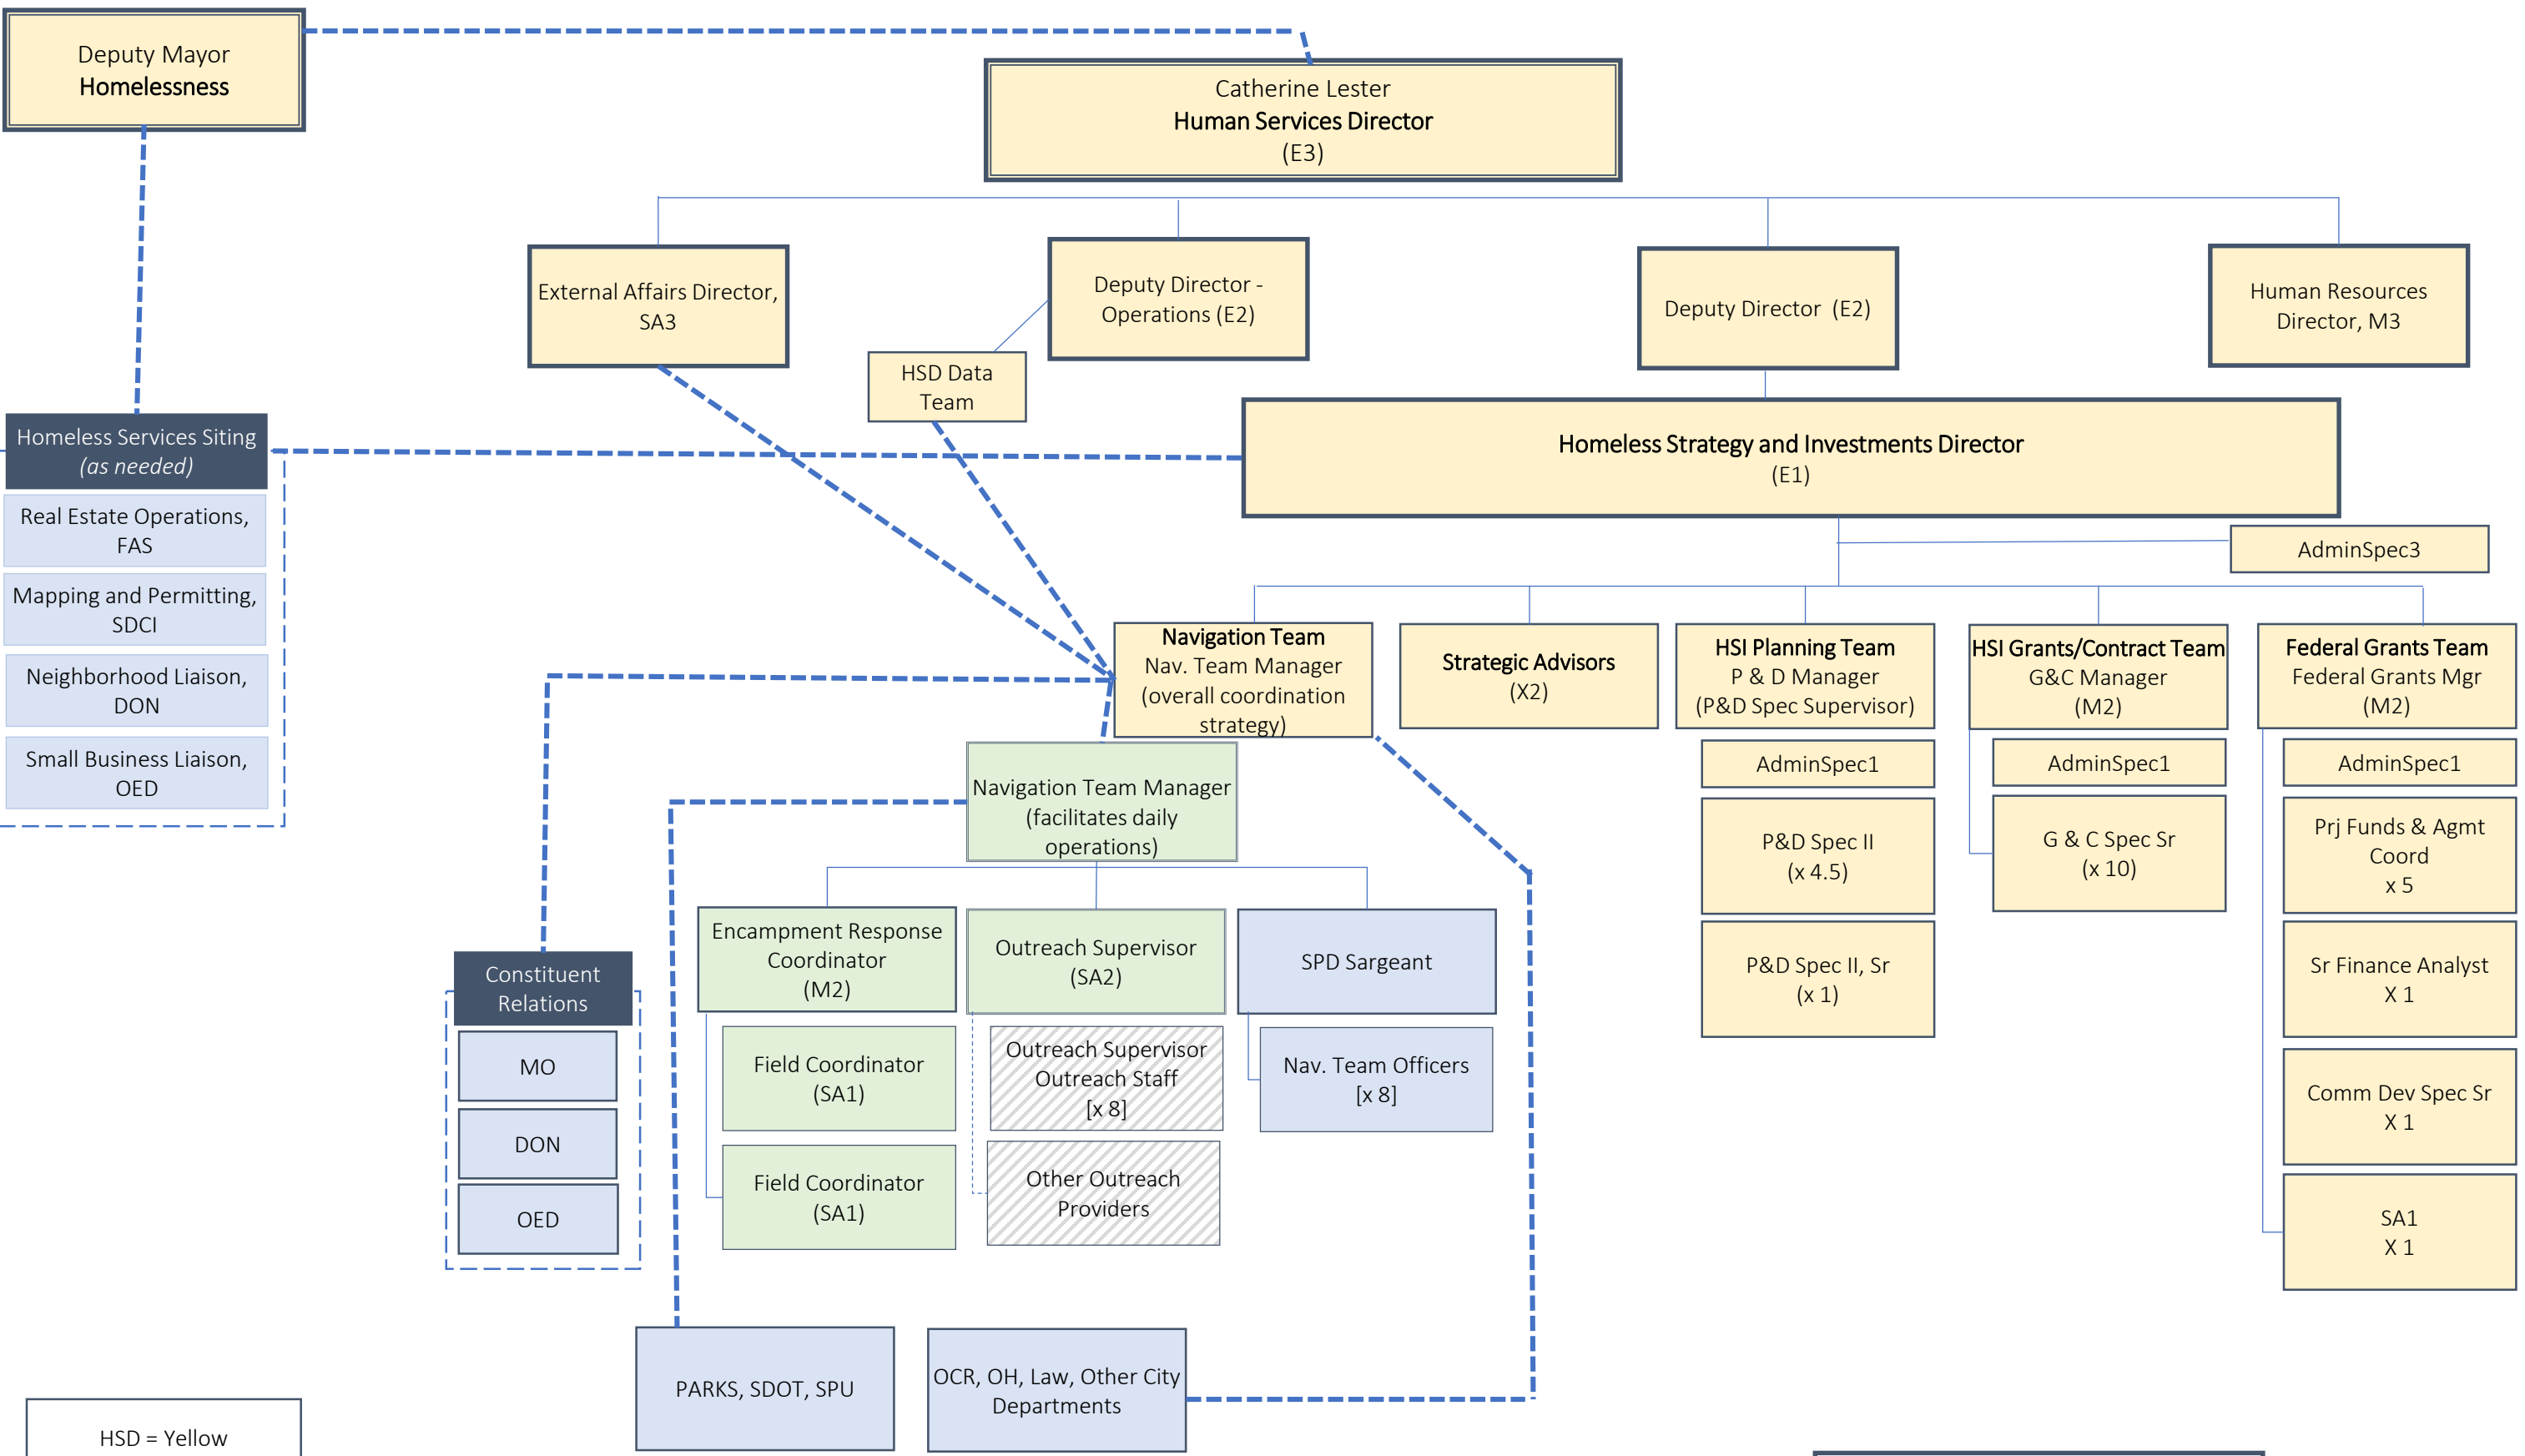 Deputy Mayor
Homelessness
Catherine Lester
Human Services Director
(E3)
External Affairs Director,
SA3
Deputy Director -
Operations (E2)
Deputy Director (E2)
Human Resources
Director, M3
HSD Data
Team
Homeless Services Siting
(as needed)
Real Estate Operations,
FAS
Mapping and Permitting,
SDCI
Neighborhood Liaison,
DON
Small Business Liaison,
OED
Homeless Strategy and Investments Director
(E1)
AdminSpec3
Navigation Team
Nav. Team Manager
(overall coordination
strategy)
Strategic Advisors
(X2)
HSI Planning Team
P & D Manager
(P&D Spec Supervisor)
HSI Grants/Contract Team
G&C Manager
(M2)
Federal Grants Team
Federal Grants Mgr
(M2)
AdminSpec1
P&D Spec II
(x 4.5)
P&D Spec II, Sr
(x 1)
AdminSpec1
G & C Spec Sr
(x 10)
AdminSpec1
Prj Funds & Agmt
Coord
x 5
Sr Finance Analyst
X 1
Comm Dev Spec Sr
X 1
SA1
X 1
Navigation Team Manager
(facilitates daily
operations)
Encampment Response
Coordinator
(M2)
Field Coordinator
(SA1)
Field Coordinator
(SA1)
Outreach Supervisor
(SA2)
Outreach Supervisor
Outreach Staff
[x 8]
Other Outreach
Providers
SPD Sargeant
Nav. Team Officers
[x 8]
Constituent
Relations
MO
DON
OED
PARKS, SDOT, SPU
OCR, OH, Law, Other City
Departments
HSD = Yellow